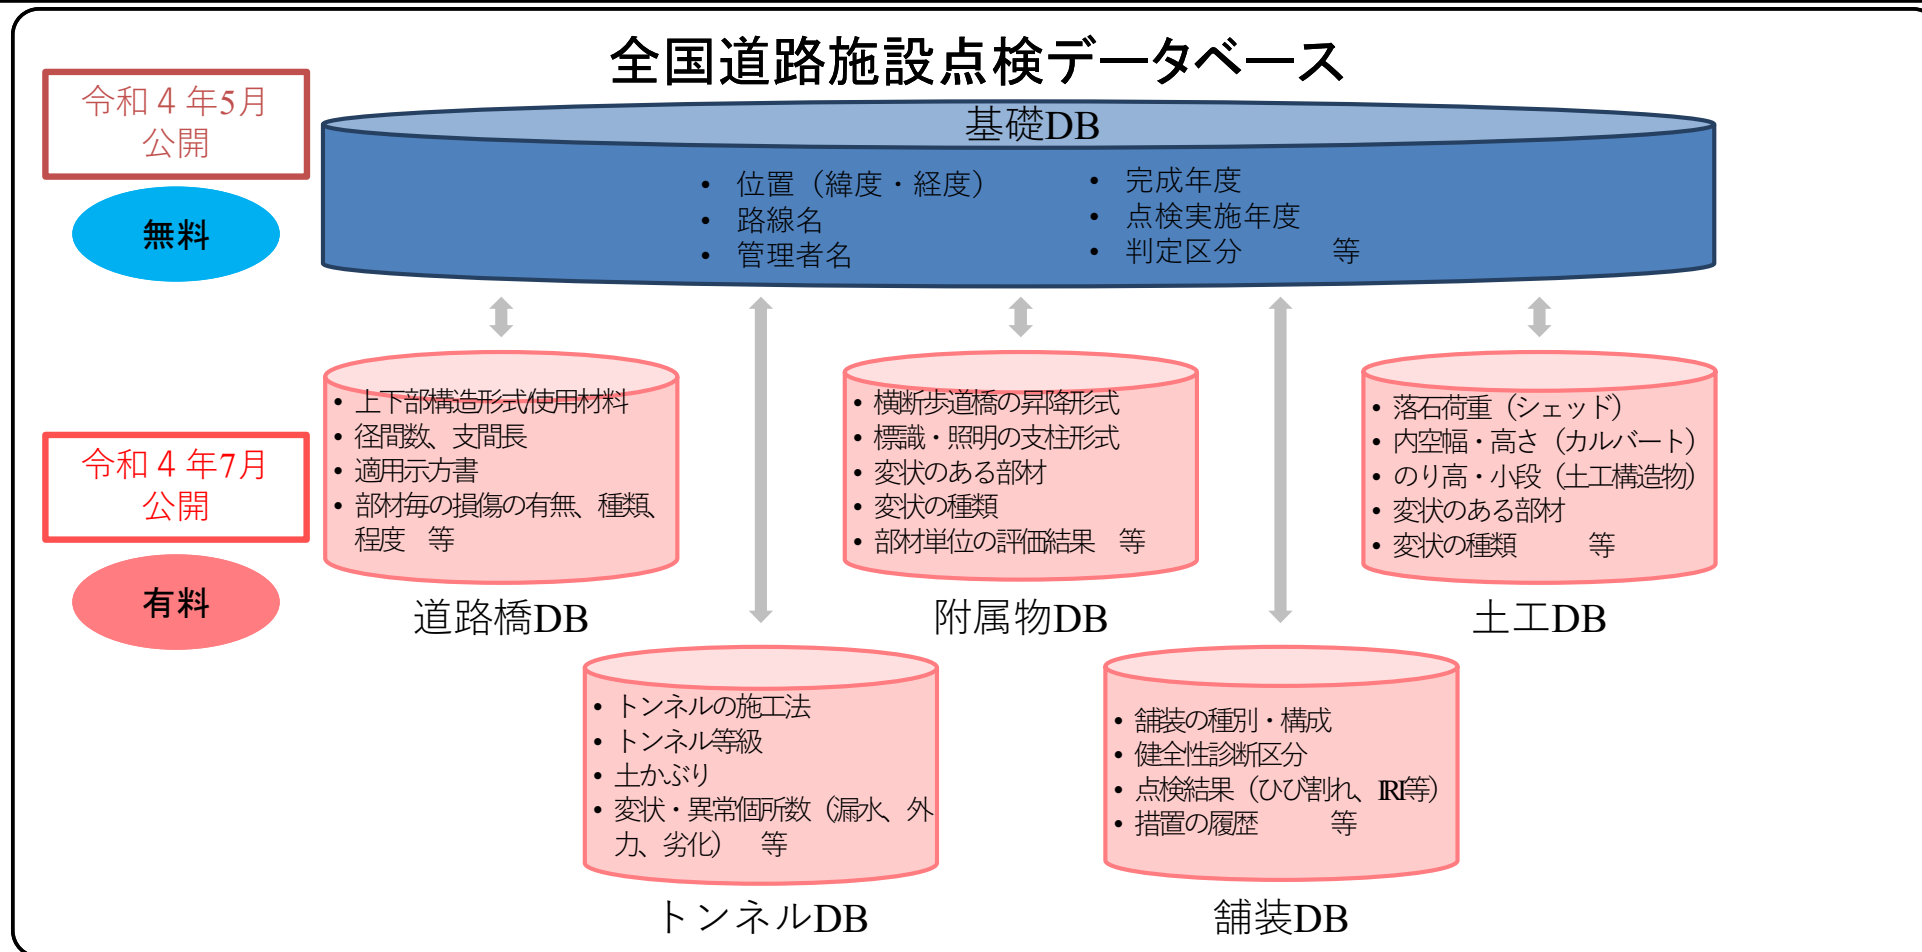 全国道路施設点検データベース
令和４年5月
公開
無料
基礎DB
• 位置（緯度・経度）
• 路線名
• 管理者名
• 完成年度
• 点検実施年度
• 判定区分　　　等
令和４年7月
公開
有料
• 上下部構造形式使用材料
• 径間数、支間長
• 適用示方書
• 部材毎の損傷の有無、種類、
程度　等
道路橋DB
• 横断歩道橋の昇降形式
• 標識・照明の支柱形式
• 変状のある部材
• 変状の種類
• 部材単位の評価結果　等
附属物DB
• 落石荷重（シェッド）
• 内空幅・高さ（カルバート）
• のり高・小段（土工構造物）
• 変状のある部材
• 変状の種類　　　等
土工DB
• トンネルの施工法
• トンネル等級
• 土かぶり
• 変状・異常個所数（漏水、外
力、劣化）　等
トンネルDB
• 舗装の種別・構成
• 健全性診断区分
• 点検結果（ひび割れ、IRI等）
• 措置の履歴　　　等
舗装DB